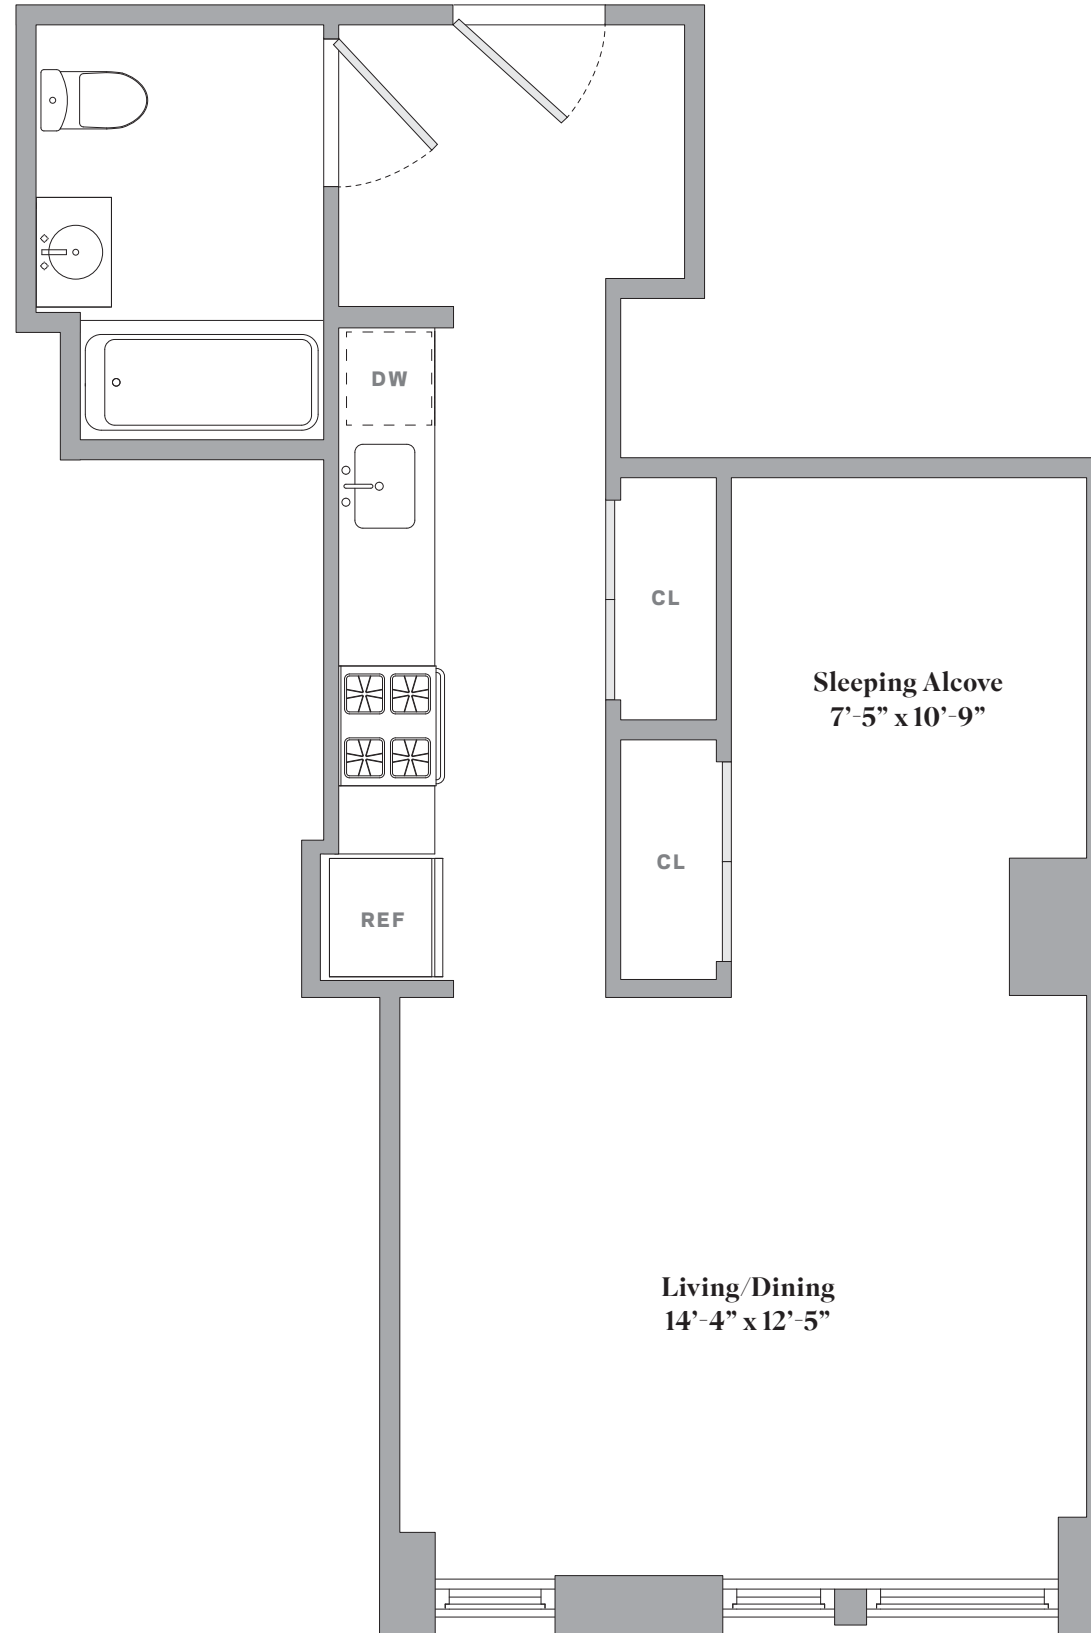 DW
CL
Sleeping Alcove
7’-5” x 10’-9”
CL
REF
Living/Dining
14’-4” x 12’-5”